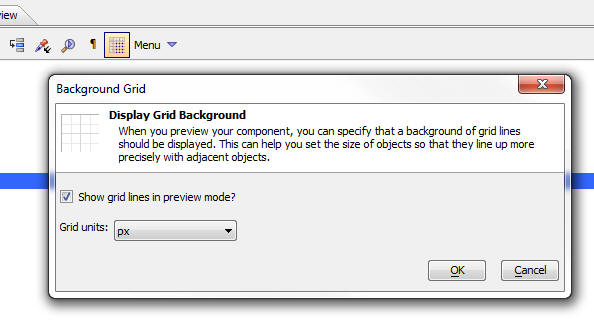 iew
¶ Menu
Background Grid
Display Grid Background
When you preview your component, you can specify that a background of grid lines
should be displayed. This can help you set the size of objects so that they line up more
precisely with adjacent objects.
Show grid lines in preview mode?
Grid units: px
OK Cancel